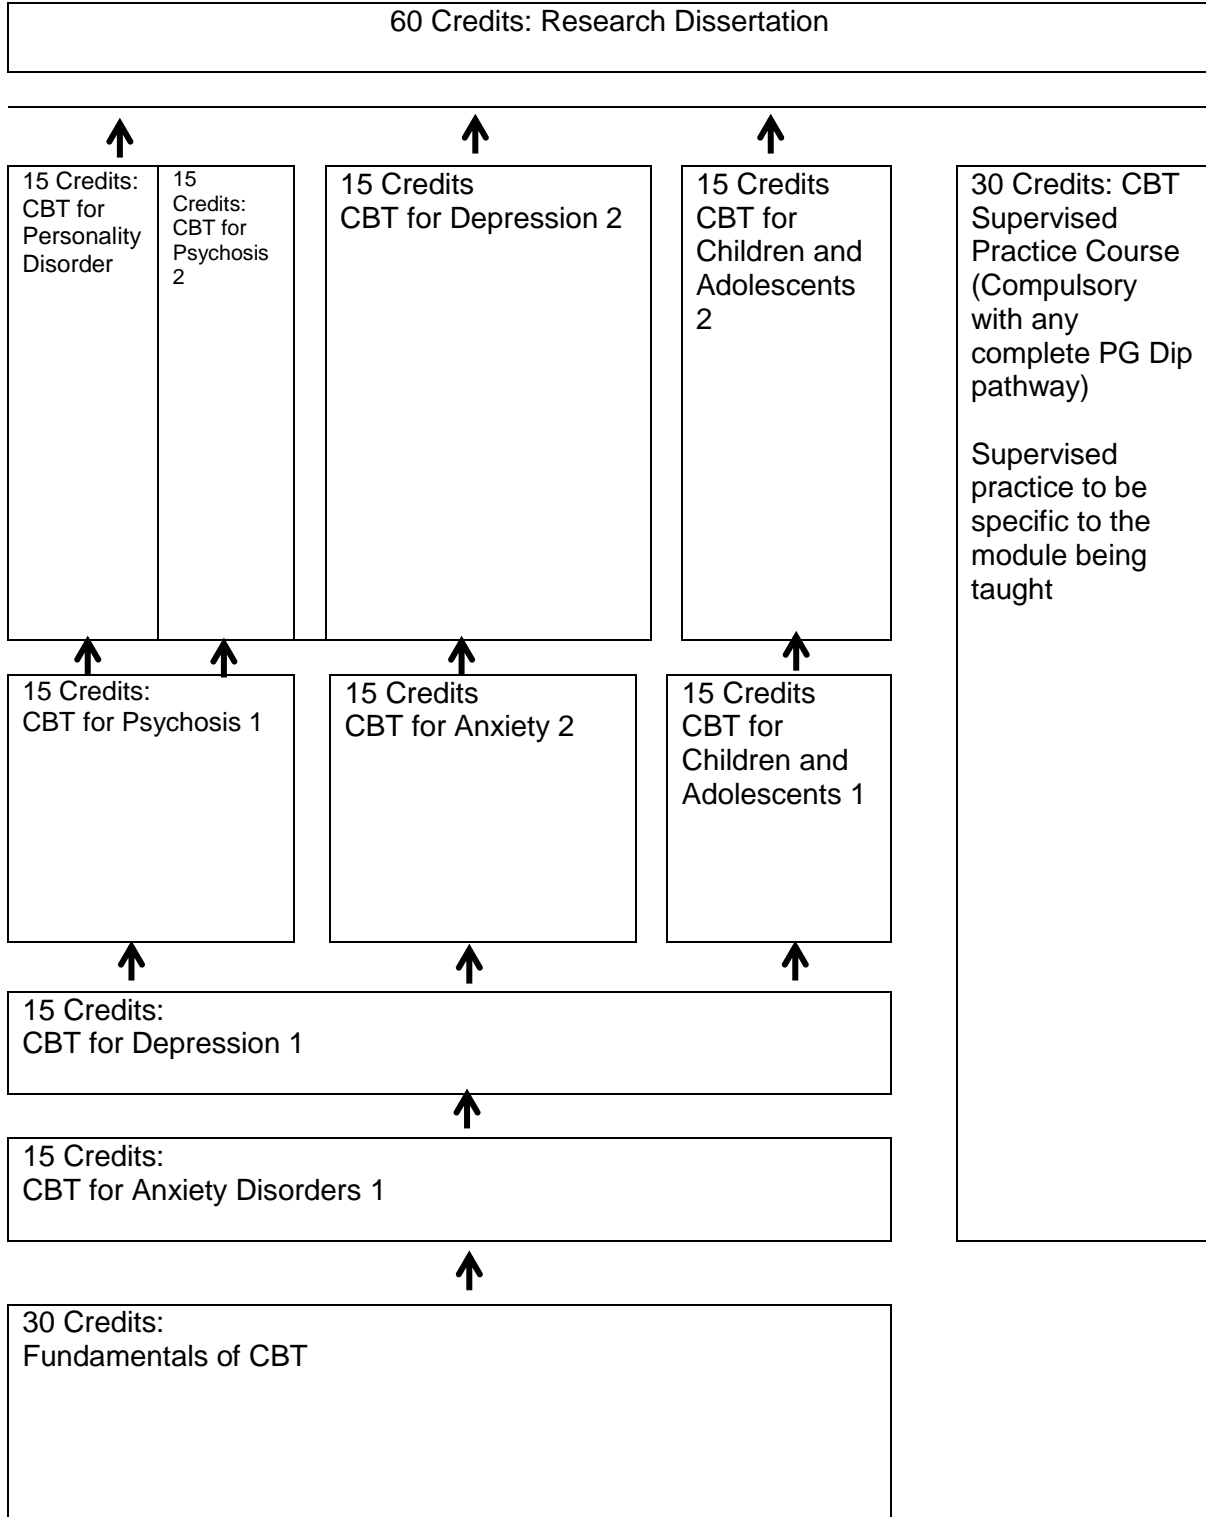 60 Credits: Research Dissertation
15 Credits:
CBT for
Personality
Disorder
15
Credits:
CBT for
Psychosis
2
15 Credits
CBT for Depression 2
15 Credits
CBT for
Children and
Adolescents
2
30 Credits: CBT
Supervised
Practice Course
(Compulsory
with any
complete PG Dip
pathway)
Supervised
practice to be
specific to the
module being
taught
15 Credits:
CBT for Psychosis 1
15 Credits
CBT for Anxiety 2
15 Credits
CBT for
Children and
Adolescents 1
15 Credits:
CBT for Depression 1
15 Credits:
CBT for Anxiety Disorders 1
30 Credits:
Fundamentals of CBT